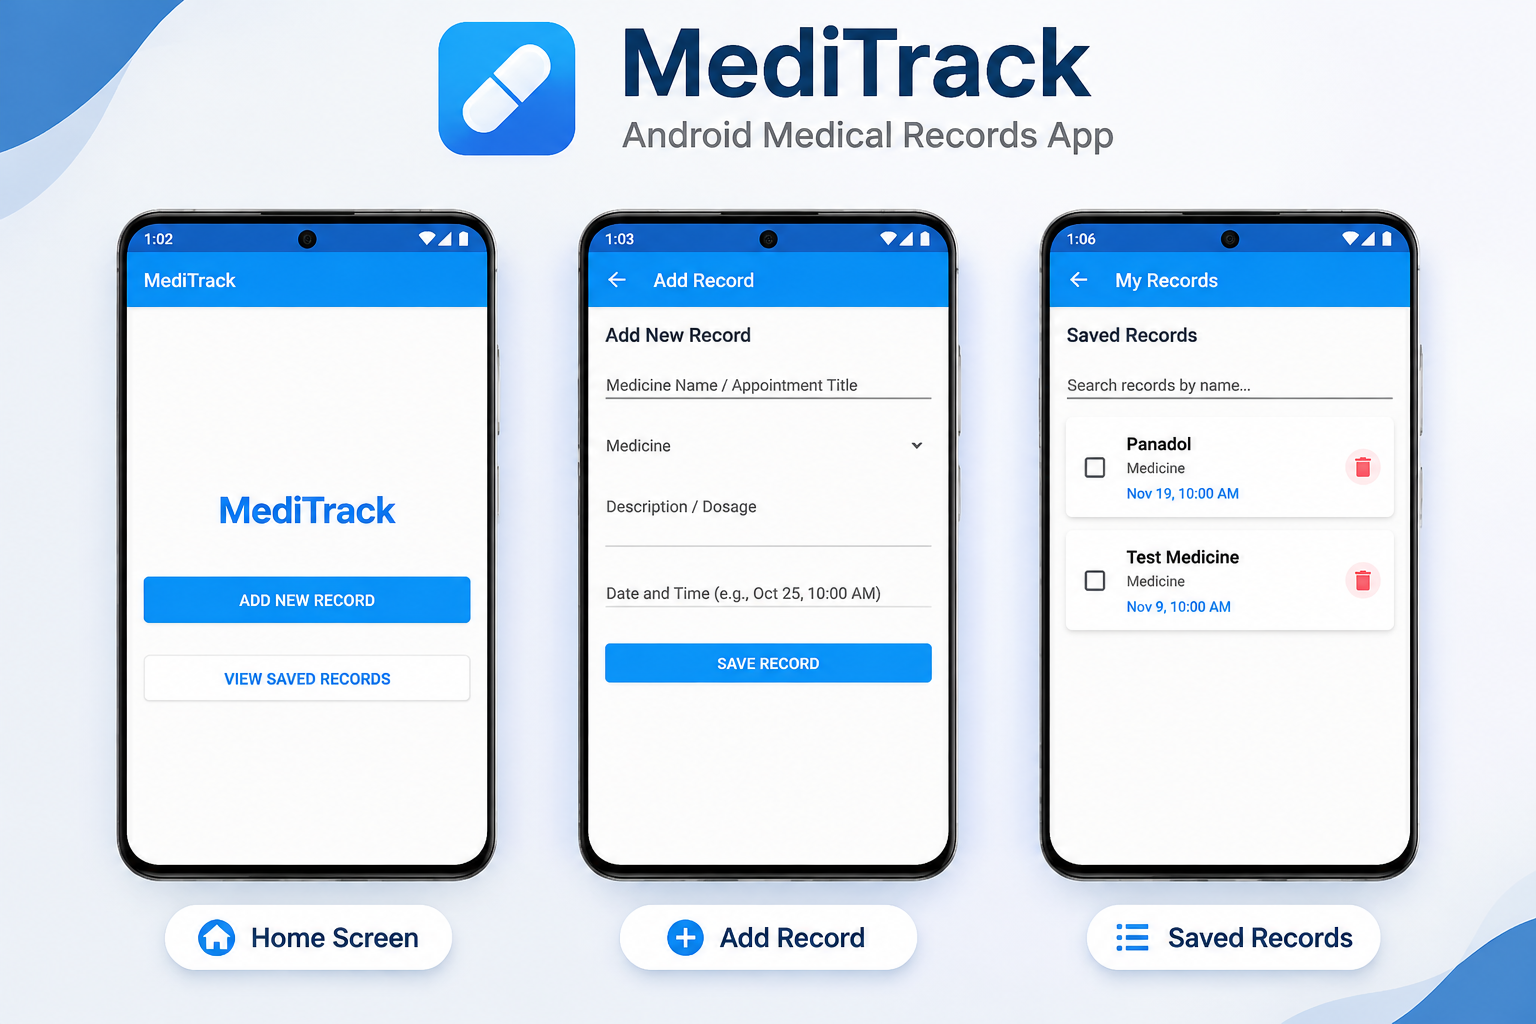 MediTrack
Android Medical Records App
1:02
MediTrack
MediTrack
ADD NEW RECORD
VIEW SAVED RECORDS
Home Screen
1:03
Add Record
Add New Record
Medicine Name / Appointment Title
Medicine
Description / Dosage
Date and Time (e.g., Oct 25, 10:00 AM)
SAVE RECORD
Add Record
1:06
My Records
Saved Records
Search records by name...
Panadol
Medicine
Nov 19, 10:00 AM
Test Medicine
Medicine
Nov 9, 10:00 AM
Saved Records